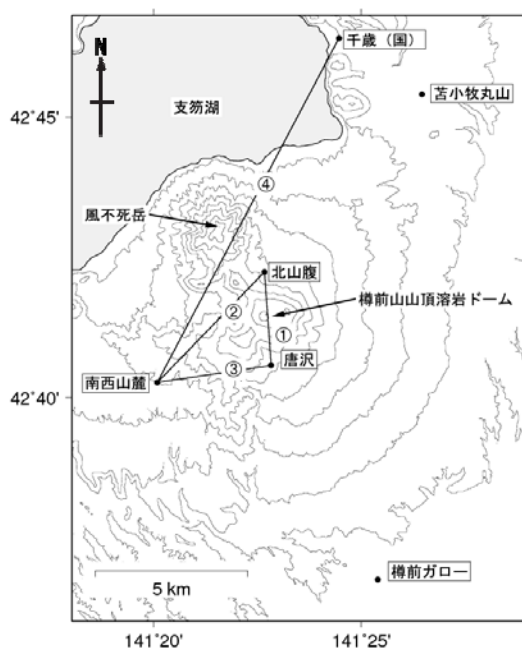 N
千歳（国）
苫小牧丸山
42°45'
支笏湖
④
風不死岳
北山腹
樽前山山頂溶岩ドーム
②
①
③
唐沢
南西山麓
42°40'
樽前ガロー
5 km
141°20'
141°25'